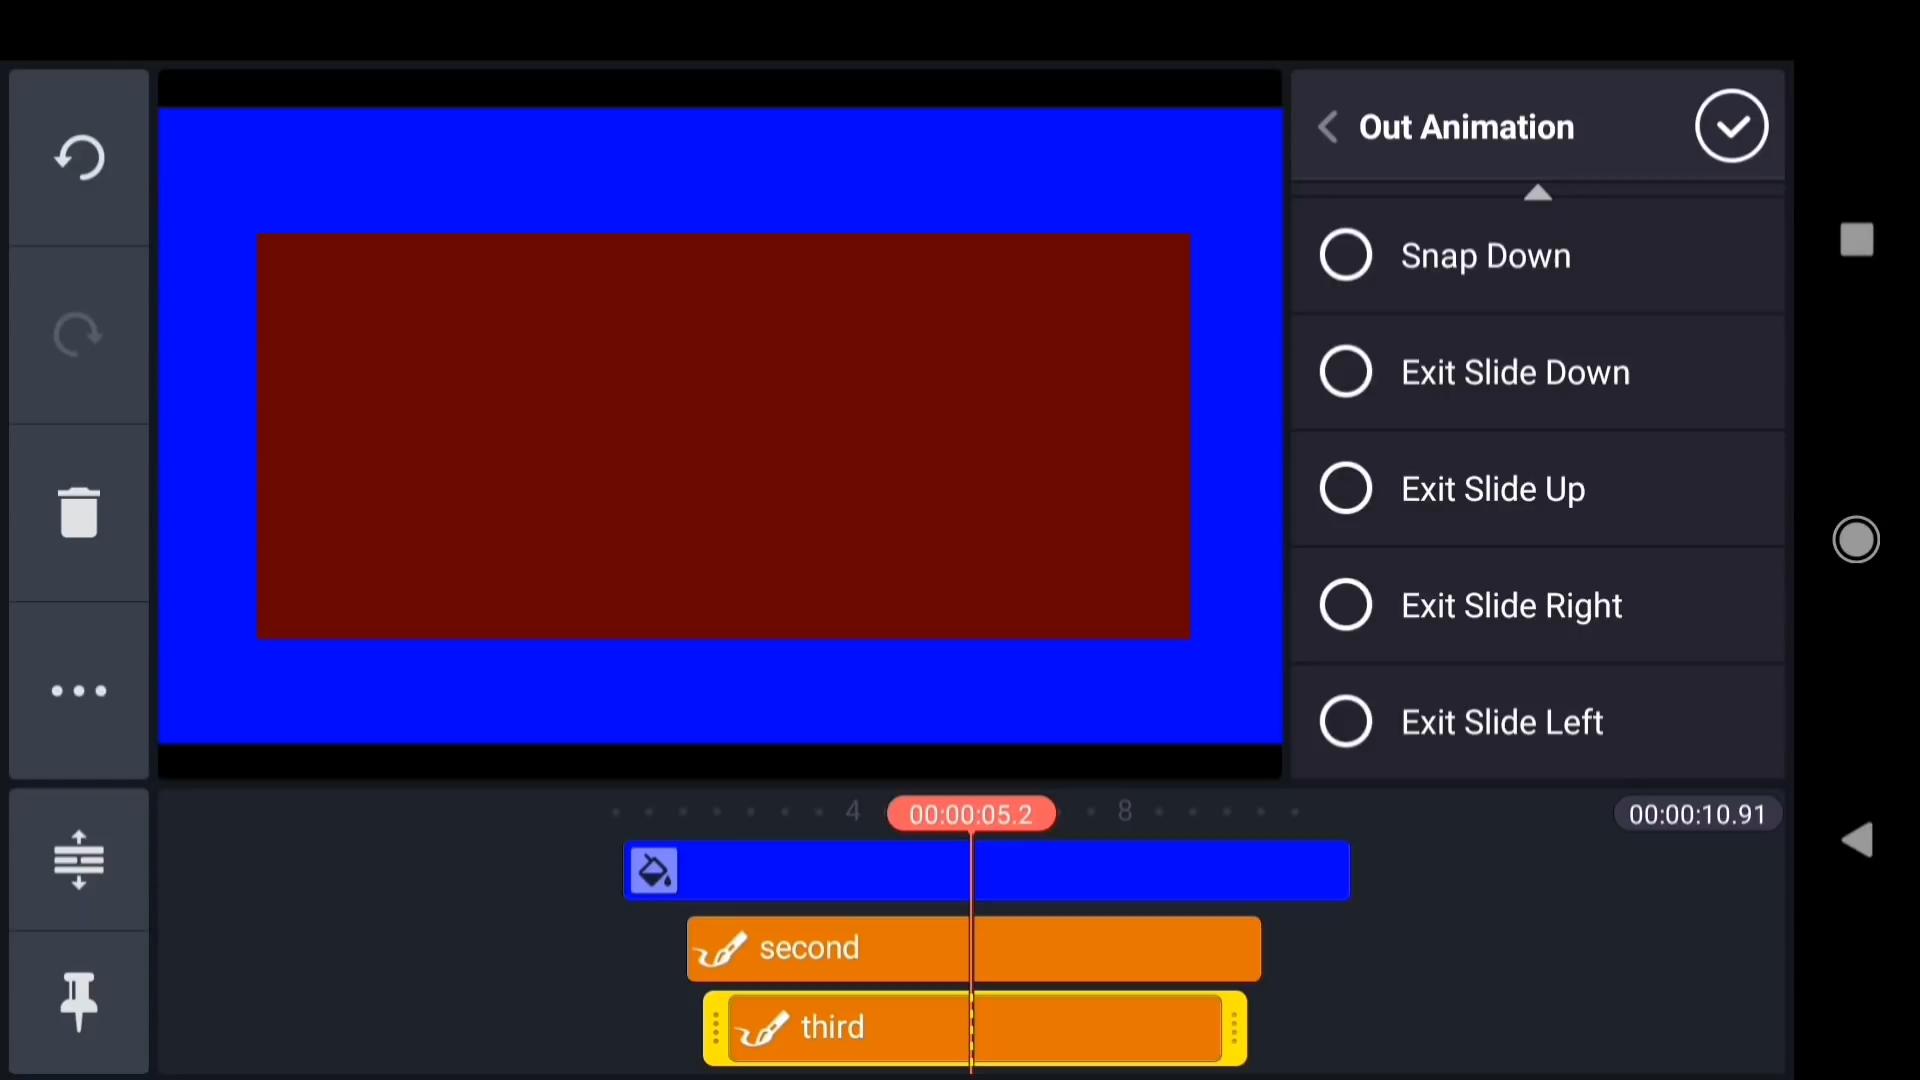 Out Animation
Snap Down
Exit Slide Down
Exit Slide Up
Exit Slide Right
Exit Slide Left
4
00:00:05.2
8
00:00:10.91
second
third